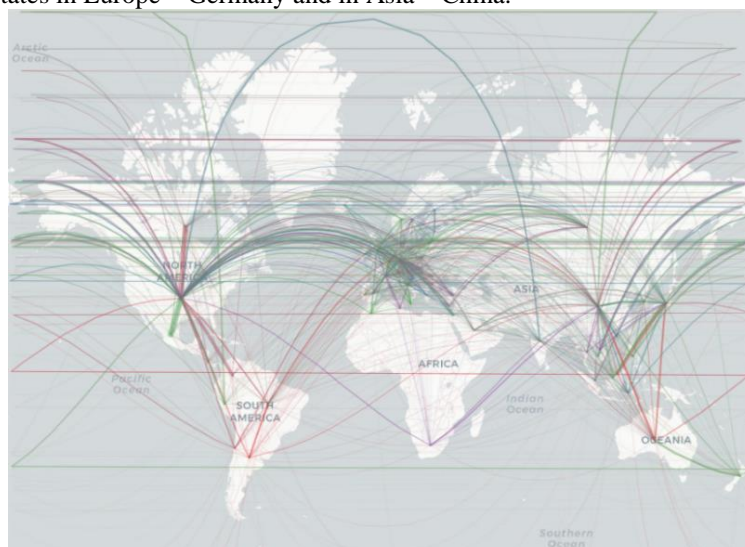 tates in Europe – Germany and in Asia – China.
Arctic
Ocean
NORTH
AMERICA
ASIA
AFRICA
Pacific
Ocean
Indian
Ocean
SOUTH
AMERICA
OCEANIA
Southern
Ocean